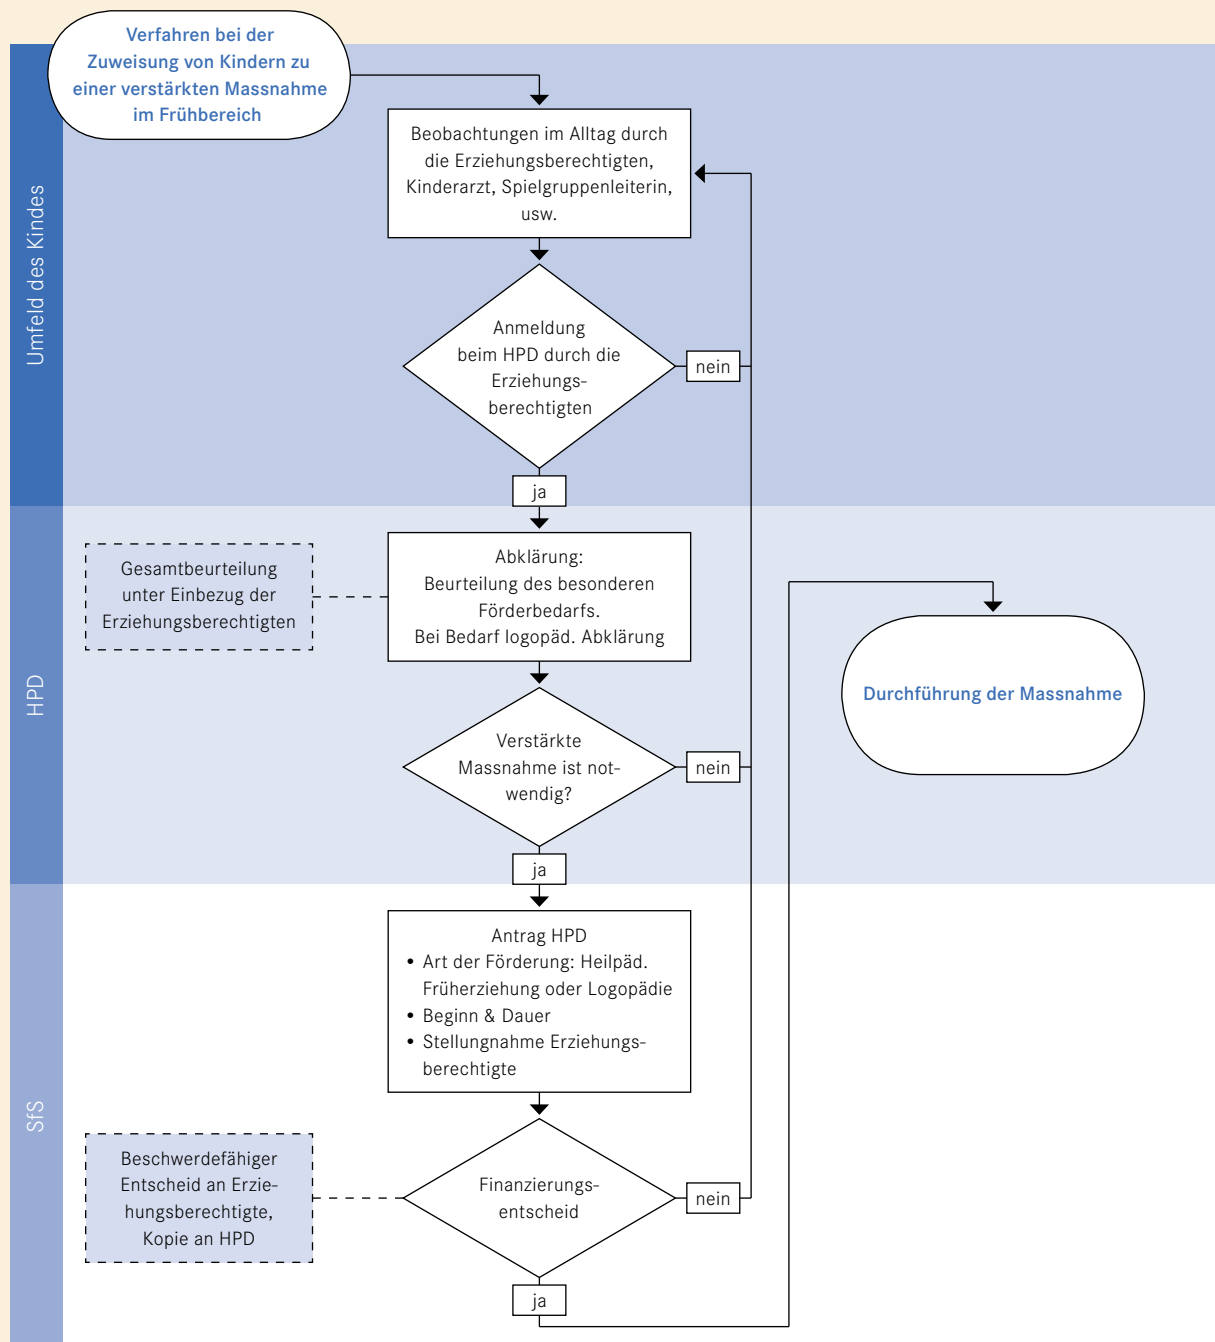 Verfahren bei der
Zuweisung von Kindern zu
einer verstärkten Massnahme
im Frühbereich
Umfeld des Kindes
Beobachtungen im Alltag durch
die Erziehungsberechtigten,
Kinderarzt, Spielgruppenleiterin,
usw.
Anmeldung
beim HPD durch die
Erziehungs-
berechtigten
nein
ja
HPD
Gesamtbeurteilung
unter Einbezug der
Erziehungsberechtigten
Abklärung:
Beurteilung des besonderen
Förderbedarfs.
Bei Bedarf logopäd. Abklärung
Durchführung der Massnahme
Verstärkte
Massnahme ist not-
wendig?
nein
ja
SfS
Antrag HPD
• Art der Förderung: Heilpäd.
Früherziehung oder Logopädie
• Beginn & Dauer
• Stellungnahme Erziehungs-
berechtigte
Beschwerdefähiger
Entscheid an Erzie-
hungsberechtigte,
Kopie an HPD
Finanzierungs-
entscheid
nein
ja